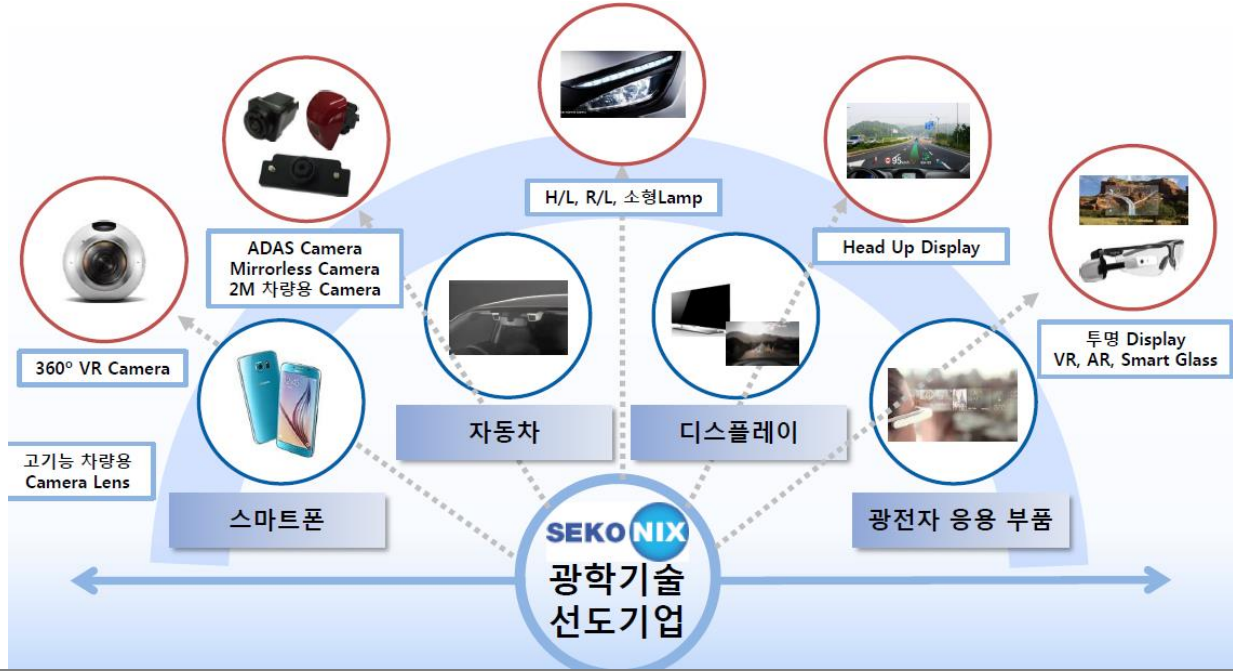 H/L, R/L, 소형Lamp
ADAS Camera
Mirrorless Camera
2M 차량용 Camera
Head Up Display
360º VR Camera
투명 Display
VR, AR, Smart Glass
고기능 차량용
Camera Lens
스마트폰
자동차
디스플레이
광전자 응용 부품
SEKONIX
광학기술
선도기업